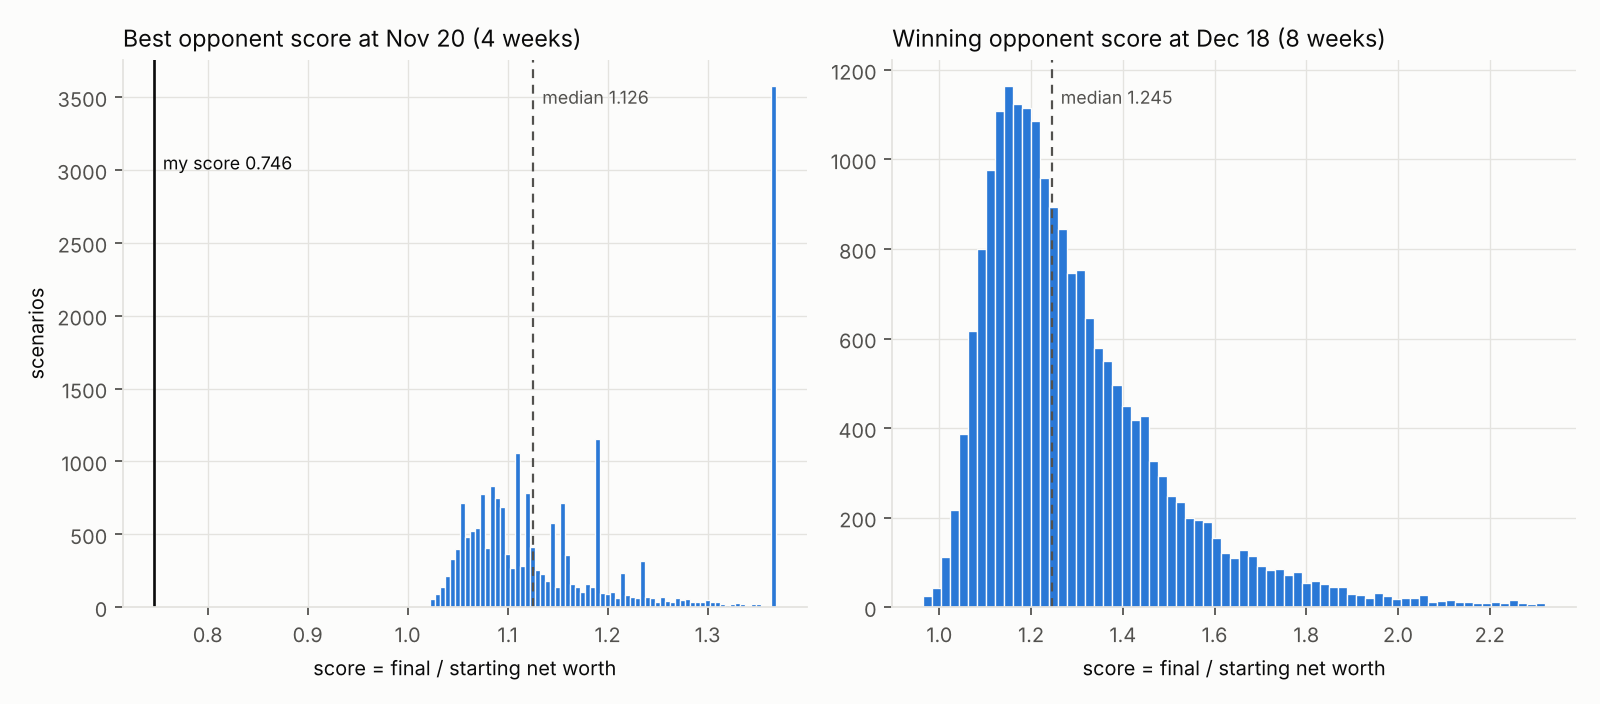 Best opponent score at Nov 20 (4 weeks)
median 1.126
my score 0.746
scenarios
3500
3000
2500
2000
1500
1000
500
0
0.8 0.9 1.0 1.1 1.2 1.3
score = final / starting net worth
Winning opponent score at Dec 18 (8 weeks)
median 1.245
1200
1000
800
600
400
200
0
1.0 1.2 1.4 1.6 1.8 2.0 2.2
score = final / starting net worth